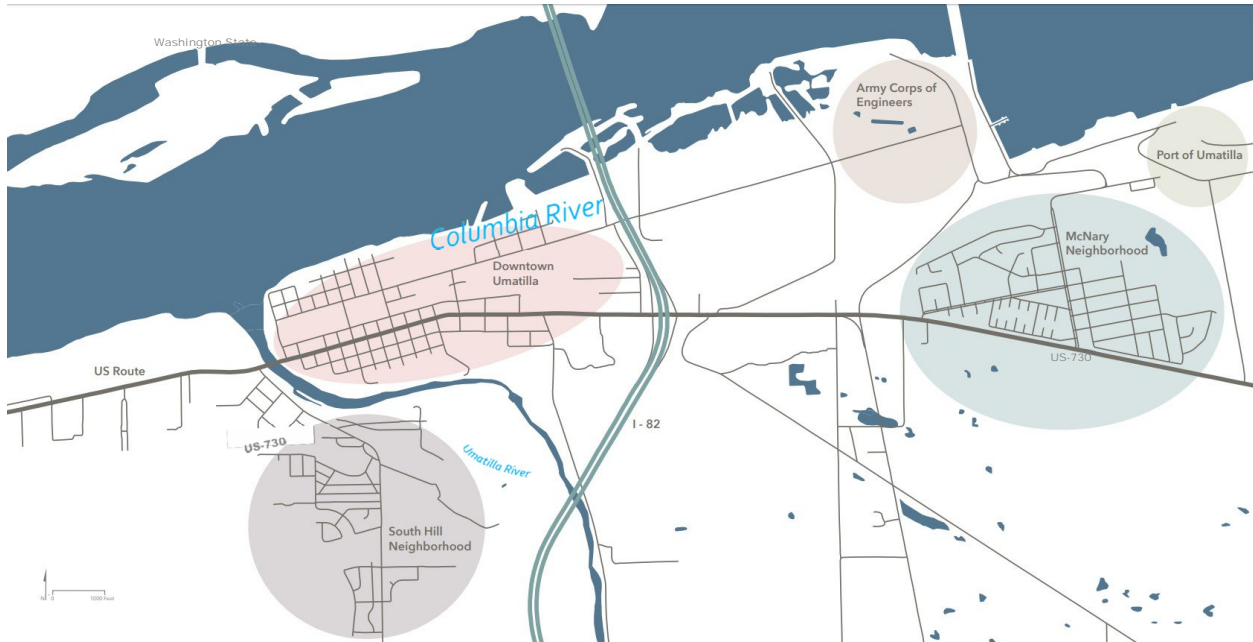 Washington State
Army Corps of
Engineers
Port of Umatilla
Columbia River
McNary
Neighborhood
Downtown
Umatilla
US-730
US Route
I - 82
US-730
Umatilla River
South Hill
Neighborhood
N
0
1000 Feet